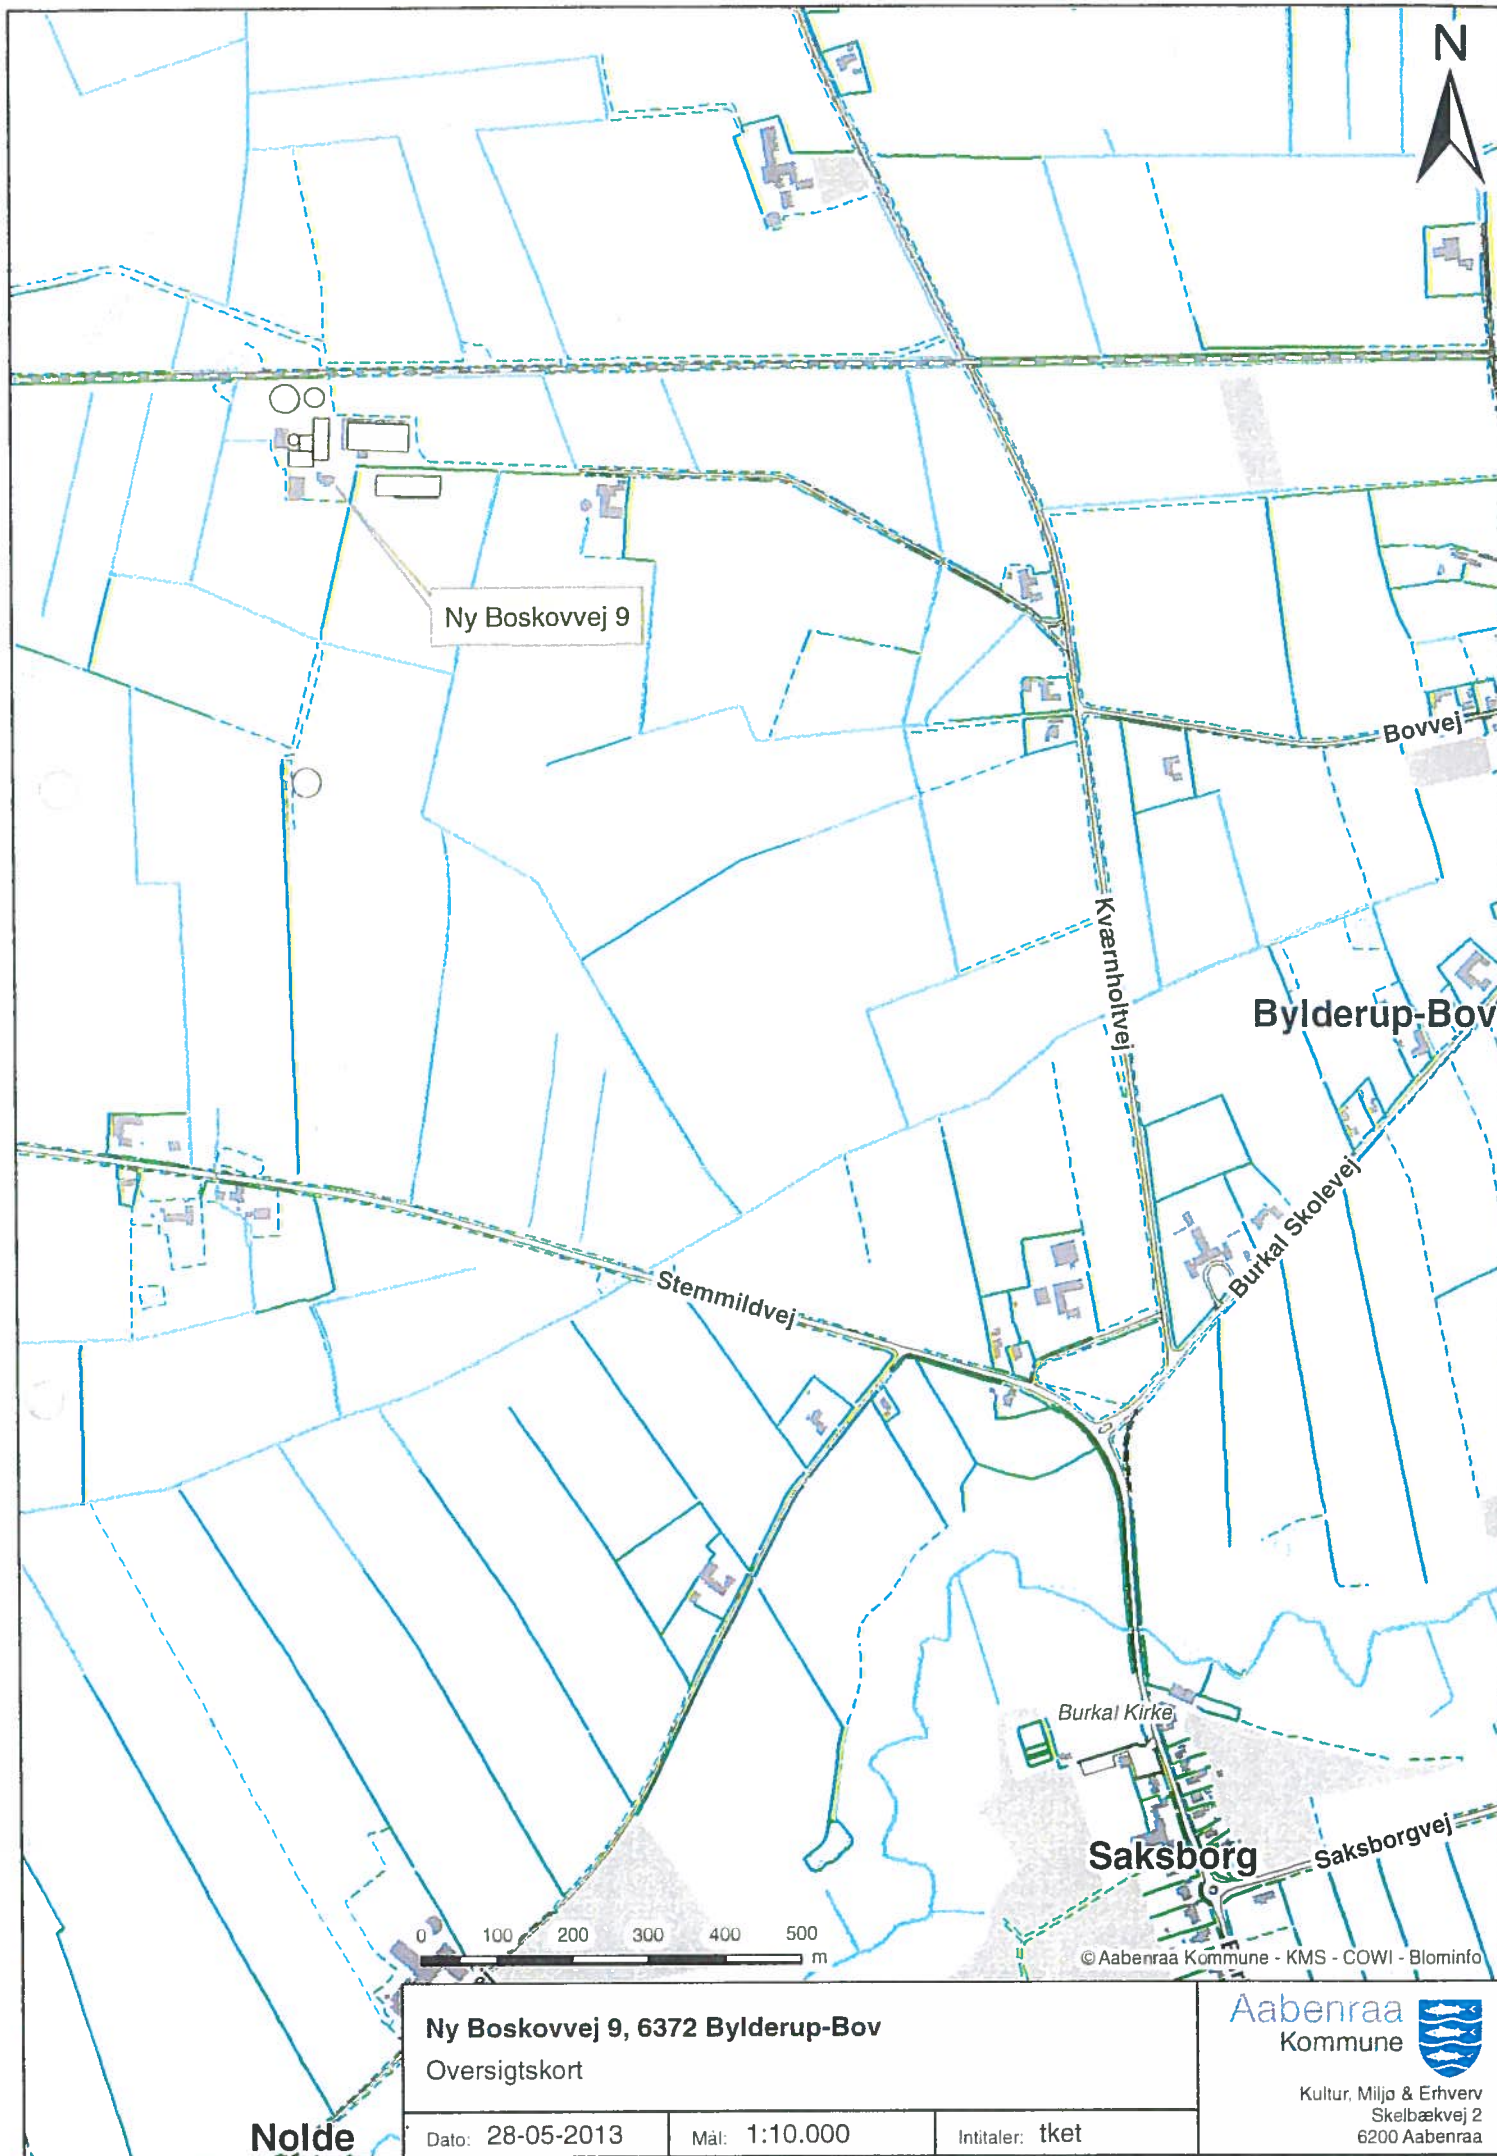 N
Ny Boskovvej 9
Bovvej
Kværnholtvej
Bylderup-Bov
Burkal Skolevej
Stemmildvej
Burkal Kirke
Saksborg
Saksborgvej
0 100 200 300 400 500
m
© Aabenraa Kommune - KMS - COWI - Blominfo
Ny Boskovvej 9, 6372 Bylderup-Bov
Oversigtskort
Aabenraa
Kommune
Kultur, Miljø & Erhverv
Skelbækvej 2
6200 Aabenraa
Nolde
Dato: 28-05-2013 Mål: 1:10.000 Intitaler: tket